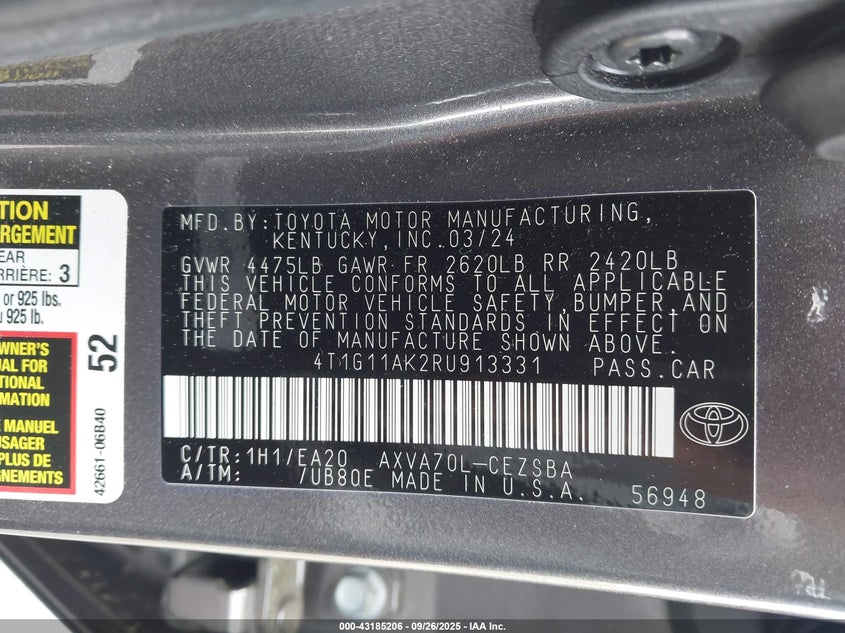 TION
RGEMENT
EAR
ARRIÈRE: 3
or 925 lbs.
925 lb.
WNER'S
AL FOR
TIONAL
MATION
MANUEL
USAGER
PLUS DE
GNEMENTS
52
42661-06B40
MFD.BY:TOYOTA MOTOR MANUFACTURING,
KENTUCKY,INC.03/24
GVWR 4475LB GAWR FR 2620LB RR 2420LB
THIS VEHICLE CONFORMS TO ALL APPLICABLE
FEDERAL MOTOR VEHICLE SAFETY,BUMPER,AND
THEFT PREVENTION STANDARDS IN EFFECT ON
THE DATE OF MANUFACTURE SHOWN ABOVE.
4T1G11AK2RU913331 PASS.CAR
C/TR:1H1/EA20 AXVA70L-CEZSBA
A/TM: /UB80E MADE IN U.S.A. 56948
000-43185206 - 09/26/2025 - IAA Inc.